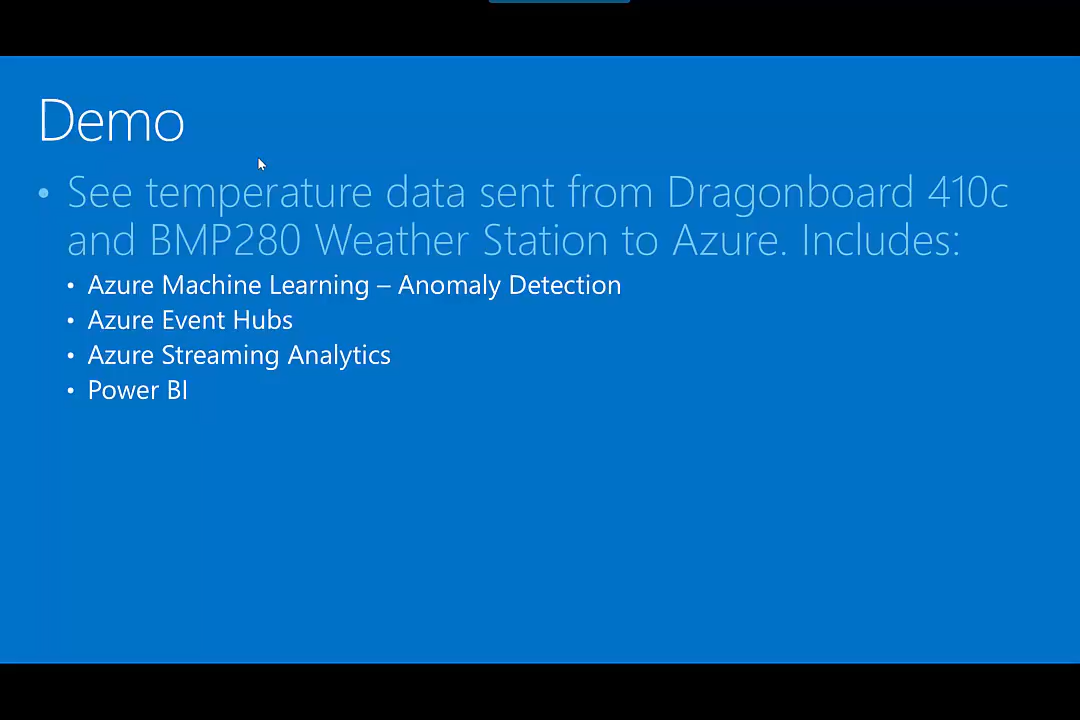 Demo
• See temperature data sent from Dragonboard 410c
and BMP280 Weather Station to Azure. Includes:
• Azure Machine Learning – Anomaly Detection
• Azure Event Hubs
• Azure Streaming Analytics
• Power BI